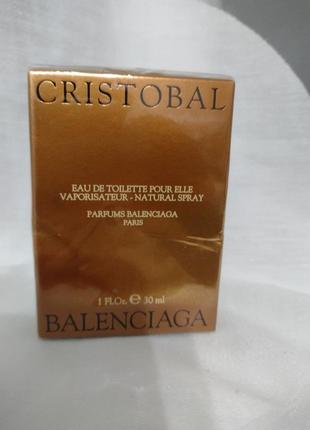 CRISTOBAL
EAU DE TOILETTE POUR ELLE
VAPORISATEUR - NATURAL SPRAY
PARFUMS BALENCIAGA
PARIS
1 Fl.Oz. ℮ 30 ml
BALENCIAGA